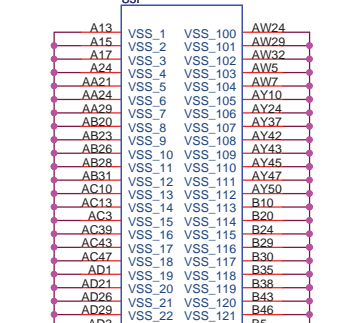 A13 VSS_1 VSS_100 AW24
A15 VSS_2 VSS_101 AW29
A17 VSS_3 VSS_102 AW32
A24 VSS_4 VSS_103 AW5
AA21 VSS_5 VSS_104 AW7
AA24 VSS_6 VSS_105 AY10
AA29 VSS_7 VSS_106 AY24
AB20 VSS_8 VSS_107 AY37
AB23 VSS_9 VSS_108 AY42
AB26 VSS_10 VSS_109 AY43
AB28 VSS_11 VSS_110 AY45
AB31 VSS_12 VSS_111 AY47
AC10 VSS_13 VSS_112 AY50
AC13 VSS_14 VSS_113 B10
AC3 VSS_15 VSS_114 B20
AC39 VSS_16 VSS_115 B24
AC43 VSS_17 VSS_116 B29
AC47 VSS_18 VSS_117 B30
AD1 VSS_19 VSS_118 B35
AD21 VSS_20 VSS_119 B38
AD26 VSS_21 VSS_120 B43
AD29 VSS_22 VSS_121 B46